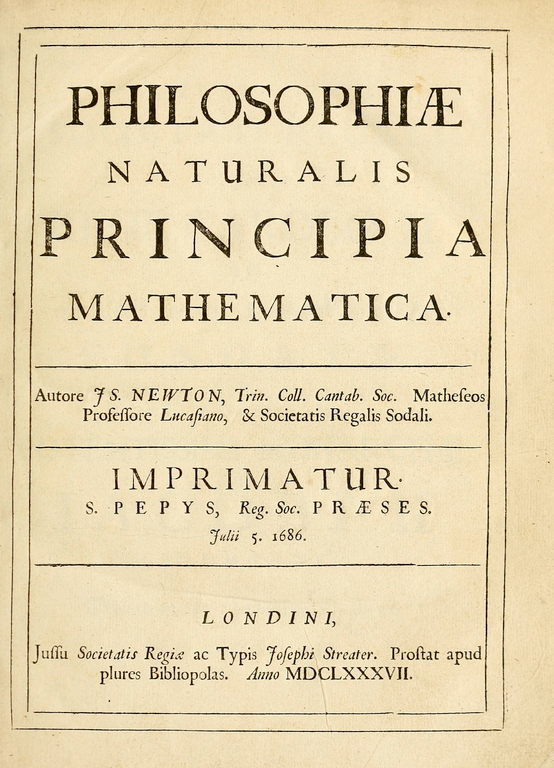 PHILOSOPHIÆ
NATURALIS
PRINCIPIA
MATHEMATICA.
Autore JS. NEWTON, Trin. Coll. Cantab. Soc. Matheſeos
Profeſſore Lucaſiano, & Societatis Regalis Sodali.
IMPRIMATUR.
S. PEPYS, Reg. Soc. PRÆSES.
Julii 5. 1686.
LONDINI,
Juſſu Societatis Regiæ ac Typis Joſephi Streater. Proſtat apud
plures Bibliopolas. Anno MDCLXXXVII.